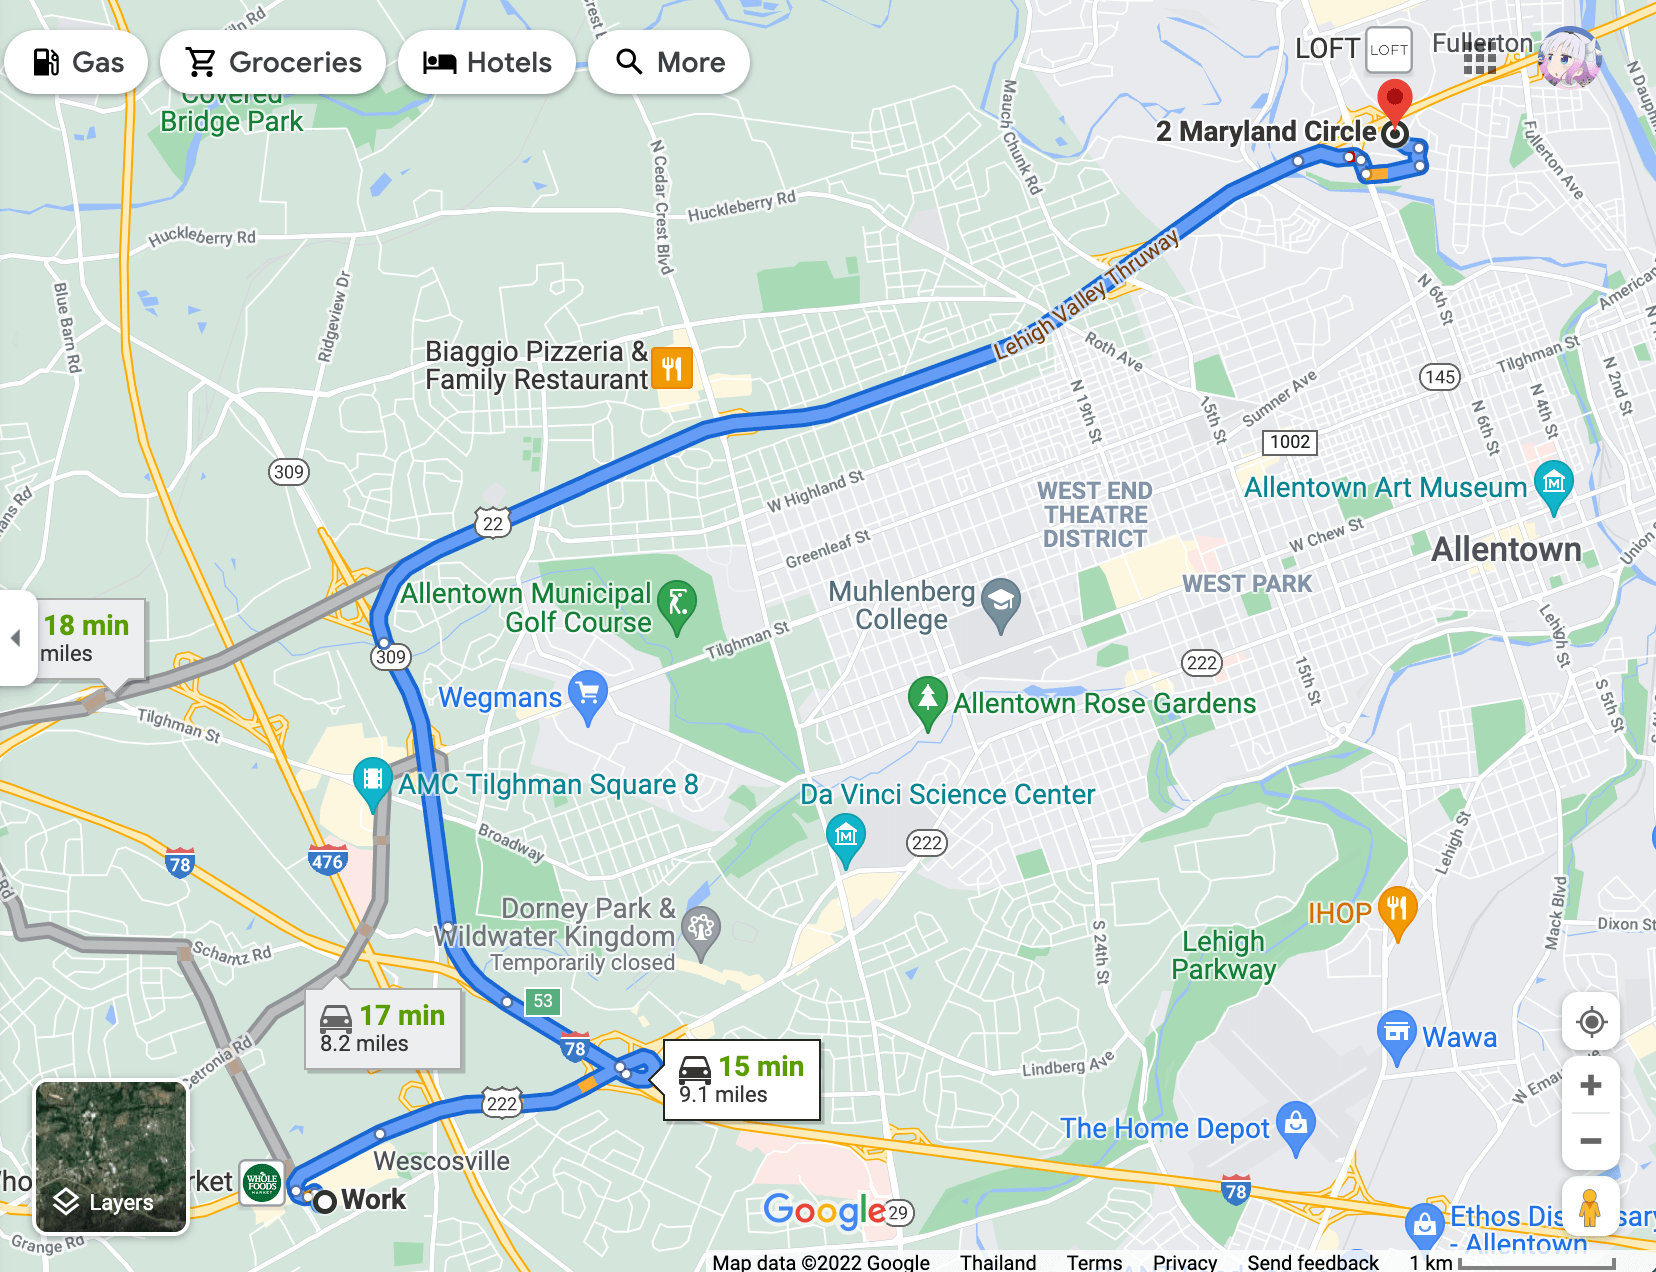 Gas
Groceries
Hotels
More
LOFT
LOFT
Fullerton
Covered
Bridge Park
2 Maryland Circle
N Cedar Crest Blvd
Mauch Chunk Rd
Fullerton Ave
Huckleberry Rd
Huckleberry Rd
Blue Barn Rd
Ridgeview Dr
Lehigh Valley Thruway
N 6th St
American
Biaggio Pizzeria &
Family Restaurant
Roth Ave
Tilghman St
145
N 2nd St
N 4th St
N 19th St
15th St
Sumner Ave
N 6th St
1002
309
22
W Highland St
WEST END
THEATRE
DISTRICT
Allentown Art Museum
Greenleaf St
W Chew St
Union
Allentown
Allentown Municipal
Golf Course
Muhlenberg
College
WEST PARK
18 min
miles
309
Tilghman St
222
Lehigh St
15th St
S 5th St
Wegmans
Allentown Rose Gardens
Tilghman St
AMC Tilghman Square 8
Da Vinci Science Center
Broadway
222
78
476
Lehigh St
Mack Blvd
Dorney Park &
Wildwater Kingdom
Temporarily closed
IHOP
Dixon St
S 24th St
Lehigh
Parkway
Schantz Rd
53
17 min
8.2 miles
78
Wawa
15 min
9.1 miles
Lindberg Ave
222
The Home Depot
Wescosville
78
WHOLE
FOODS
MARKET
rket
Work
Layers
Grange Rd
Google
29
Ethos
- Allentown
Map data ©2022 Google
Thailand
Terms
Privacy
Send feedback
1 km